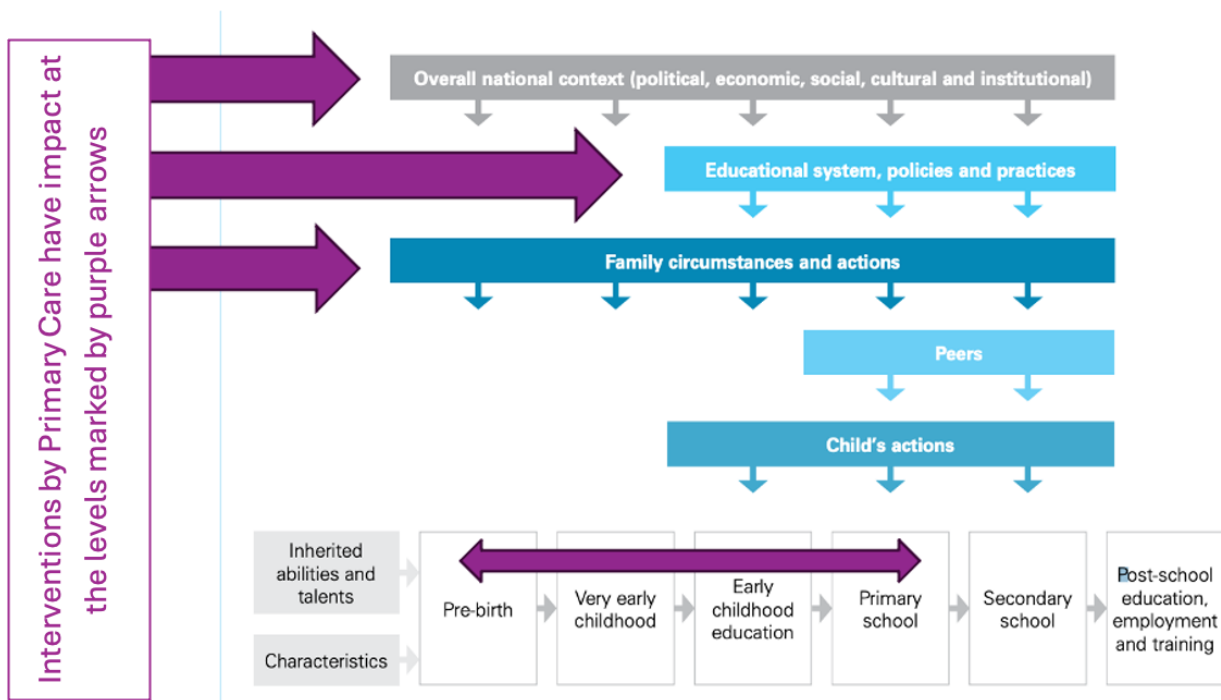 Interventions by Primary Care have impact at
the levels marked by purple arrows
Overall national context (political, economic, social, cultural and institutional)
Educational system, policies and practices
Family circumstances and actions
Peers
Child's actions
Inherited
abilities and
talents
Characteristics
Pre-birth
Very early
childhood
Early
childhood
education
Primary
school
Secondary
school
Post-school
education,
employment
and training